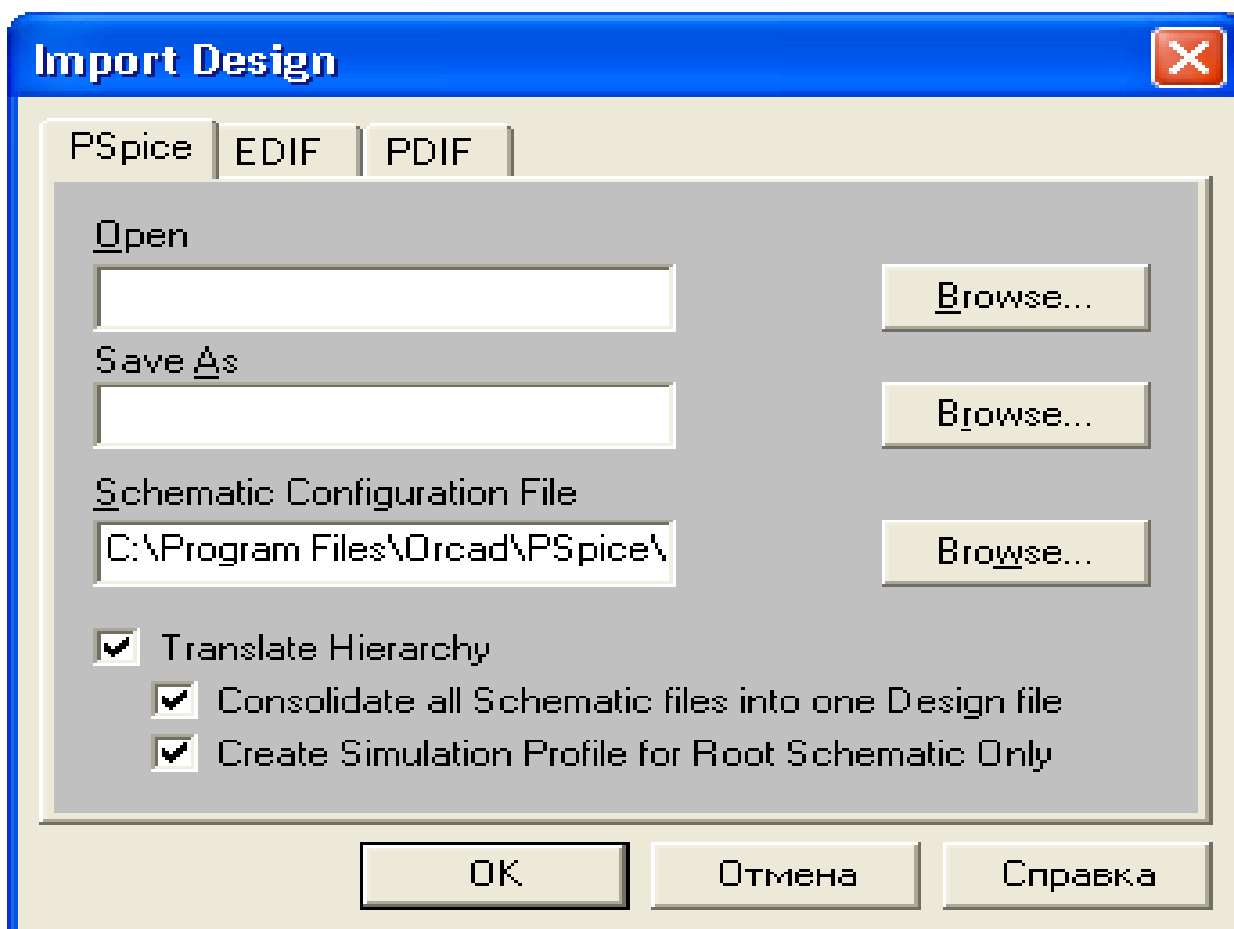 Import Design
PSpice EDIF PDIF
Open
Browse...
Save As
Browse...
Schematic Configuration File
C:\Program Files\Orcad\PSpice\ Browse...
Translate Hierarchy
Consolidate all Schematic files into one Design file
Create Simulation Profile for Root Schematic Only
OK Отмена Справка